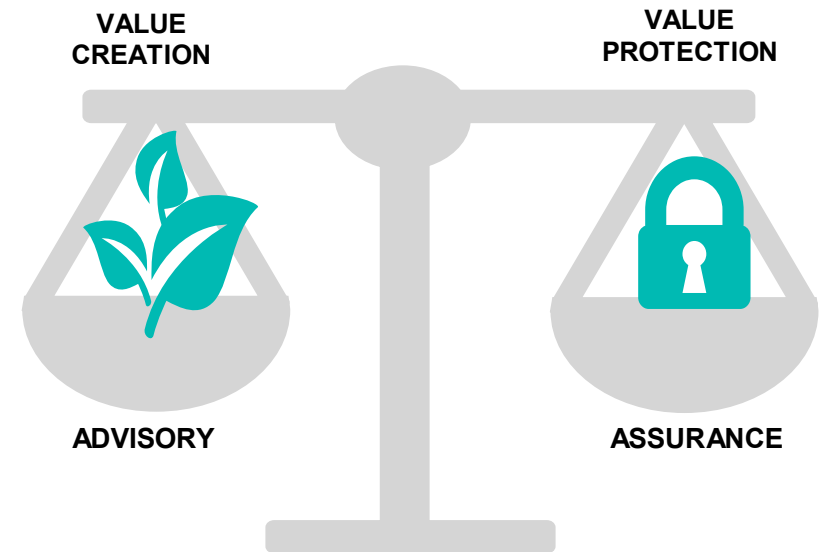 VALUE
CREATION
VALUE
PROTECTION
ADVISORY
ASSURANCE